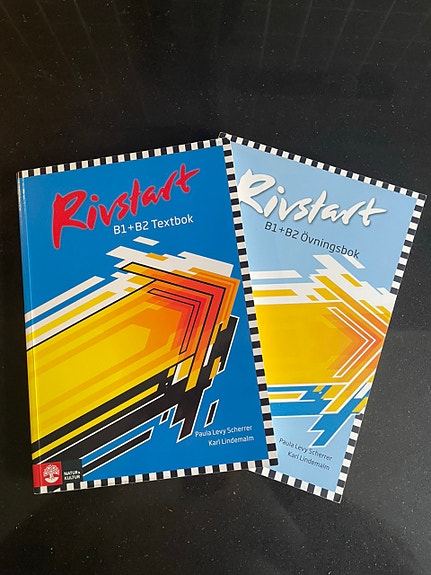 Rivstart
B1+B2 Textbok
Paula Levy Scherrer
Karl Lindemalm
NATUR &
KULTUR
Rivstart
B1+B2 Övningsbok
Paula Levy Scherrer
Karl Lindemalm